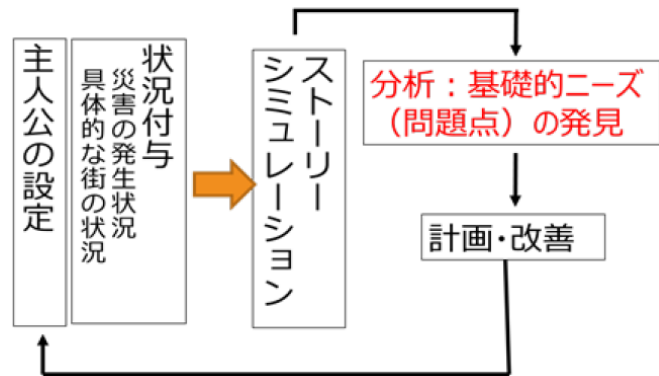 主人公の設定
状況付与
災害の発生状況
具体的な街の状況
ストーリー
シミュレーション
分析：基礎的ニーズ
（問題点）の発見
計画・改善